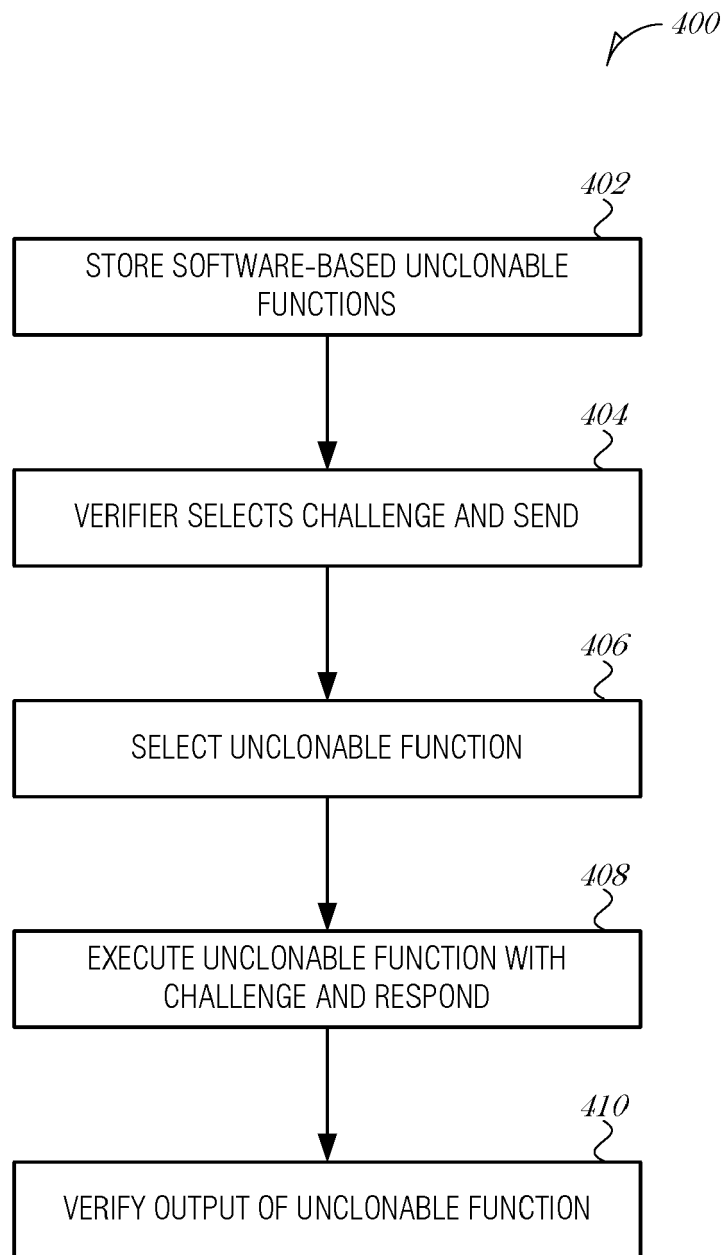 400
402
STORE SOFTWARE-BASED UNCLONABLE
FUNCTIONS
404
VERIFIER SELECTS CHALLENGE AND SEND
406
SELECT UNCLONABLE FUNCTION
408
EXECUTE UNCLONABLE FUNCTION WITH
CHALLENGE AND RESPOND
410
VERIFY OUTPUT OF UNCLONABLE FUNCTION